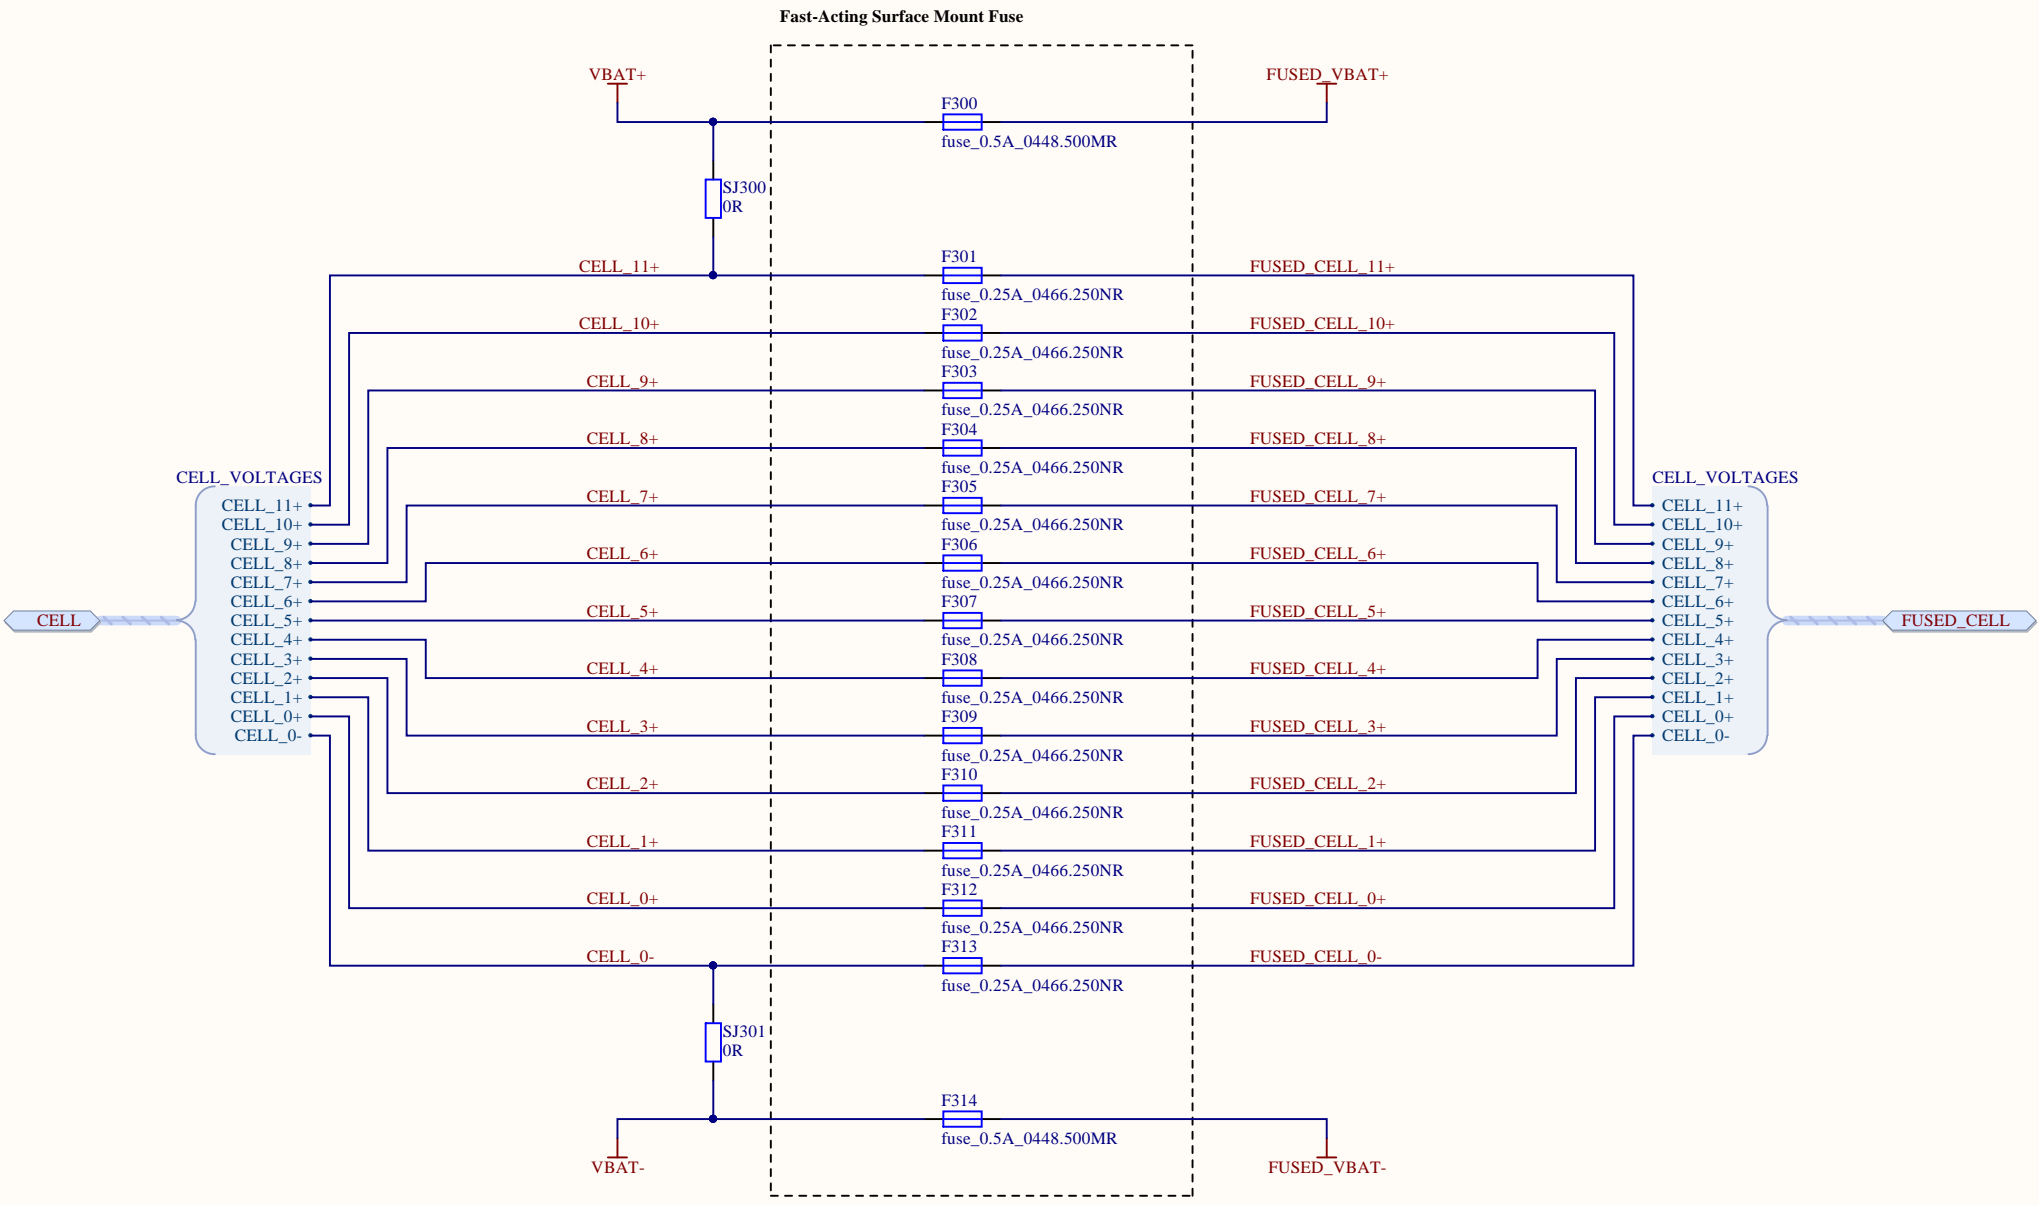 Fast-Acting Surface Mount Fuse
VBAT+
FUSED_VBAT+
F300
fuse_0.5A_0448.500MR
SJ300
0R
CELL_11+
F301
FUSED_CELL_11+
fuse_0.25A_0466.250NR
CELL_10+
F302
FUSED_CELL_10+
fuse_0.25A_0466.250NR
CELL_9+
F303
FUSED_CELL_9+
fuse_0.25A_0466.250NR
CELL_8+
F304
FUSED_CELL_8+
fuse_0.25A_0466.250NR
CELL_7+
F305
FUSED_CELL_7+
fuse_0.25A_0466.250NR
CELL_6+
F306
FUSED_CELL_6+
fuse_0.25A_0466.250NR
CELL_5+
F307
FUSED_CELL_5+
fuse_0.25A_0466.250NR
CELL_4+
F308
FUSED_CELL_4+
fuse_0.25A_0466.250NR
CELL_3+
F309
FUSED_CELL_3+
fuse_0.25A_0466.250NR
CELL_2+
F310
FUSED_CELL_2+
fuse_0.25A_0466.250NR
CELL_1+
F311
FUSED_CELL_1+
fuse_0.25A_0466.250NR
CELL_0+
F312
FUSED_CELL_0+
fuse_0.25A_0466.250NR
CELL_0-
F313
FUSED_CELL_0-
fuse_0.25A_0466.250NR
SJ301
0R
F314
fuse_0.5A_0448.500MR
VBAT-
FUSED_VBAT-
CELL_VOLTAGES
CELL_11+
CELL_10+
CELL_9+
CELL_8+
CELL_7+
CELL_6+
CELL_5+
CELL_4+
CELL_3+
CELL_2+
CELL_1+
CELL_0+
CELL_0-
CELL
CELL_VOLTAGES
CELL_11+
CELL_10+
CELL_9+
CELL_8+
CELL_7+
CELL_6+
CELL_5+
CELL_4+
CELL_3+
CELL_2+
CELL_1+
CELL_0+
CELL_0-
FUSED_CELL